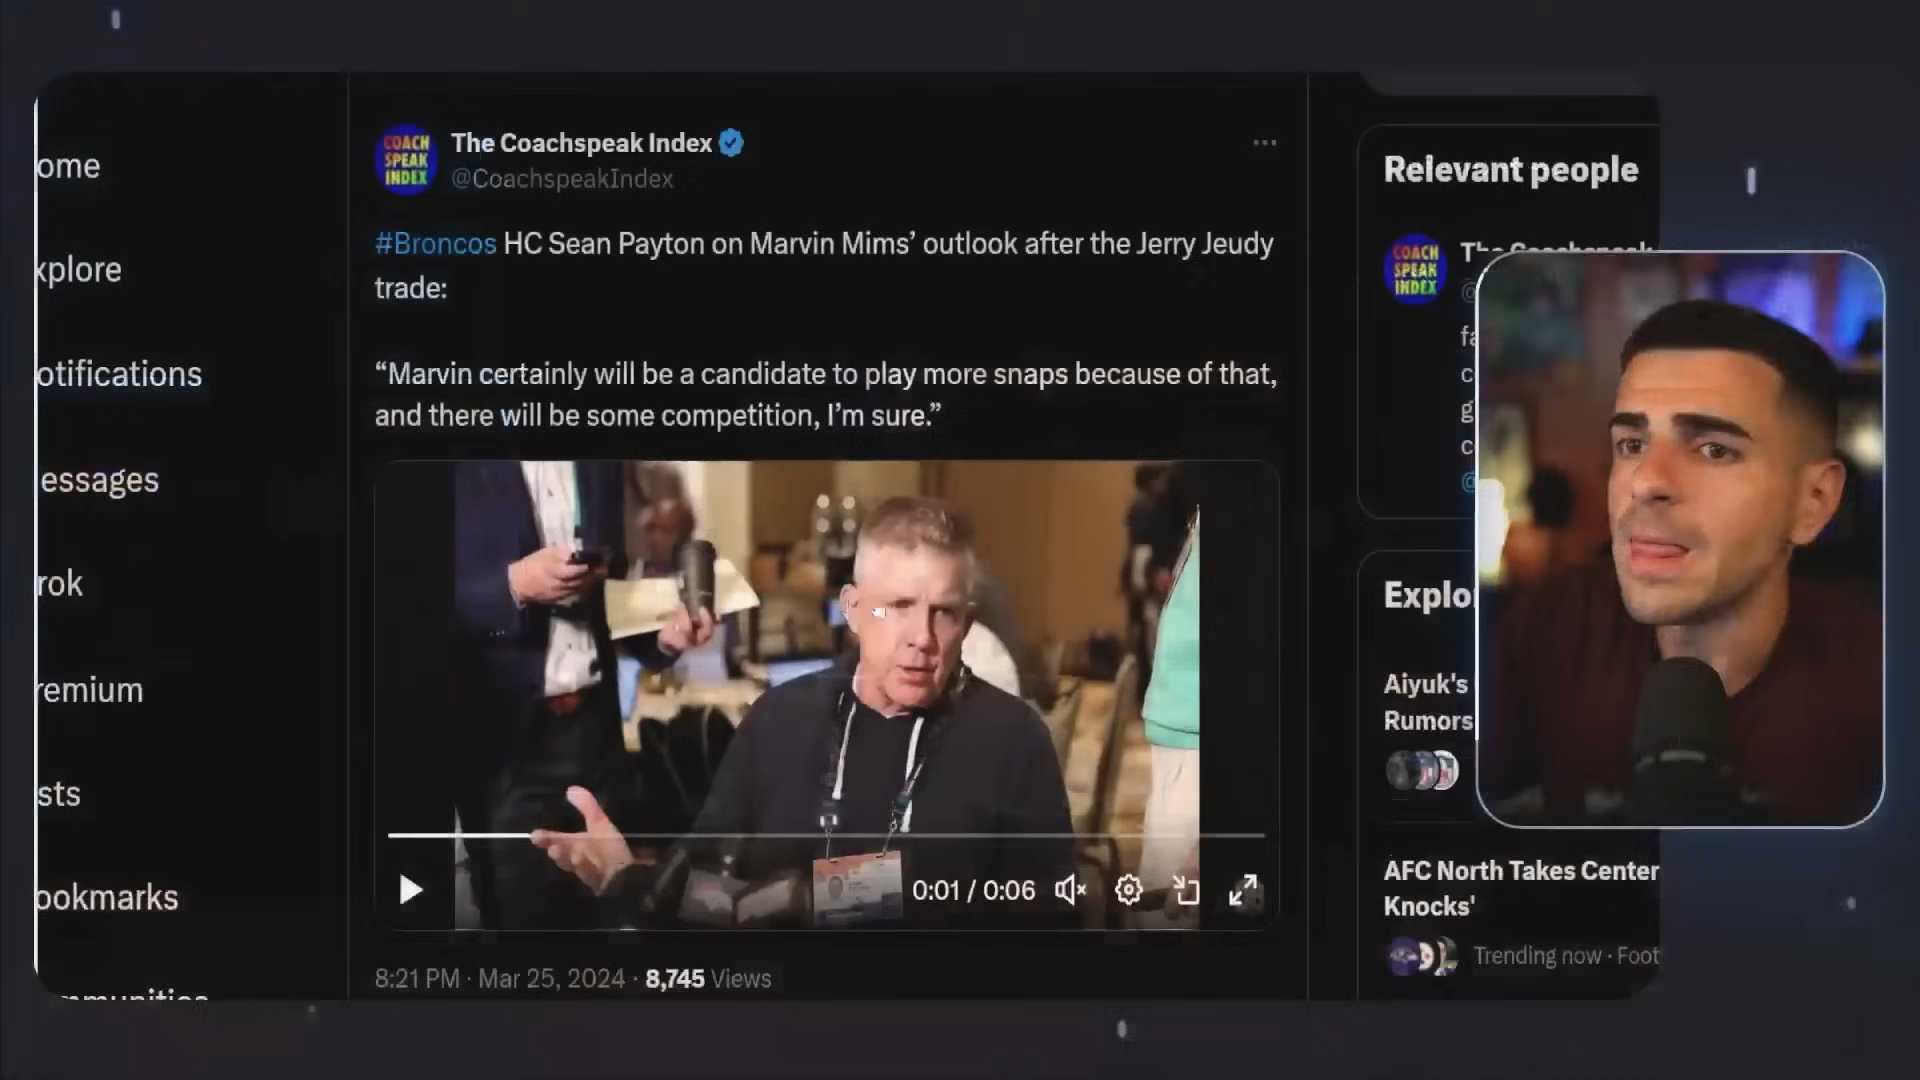 ome
xplore
otifications
essages
rok
remium
sts
ookmarks
COACH
SPEAK
INDEX
The Coachspeak Index
@CoachspeakIndex
#Broncos HC Sean Payton on Marvin Mims’ outlook after the Jerry Jeudy
trade:
“Marvin certainly will be a candidate to play more snaps because of that,
and there will be some competition, I’m sure.”
0:01 / 0:06
8:21 PM · Mar 25, 2024 · 8,745 Views
Relevant people
COACH
SPEAK
INDEX
The Coachspeak
@
fa
c
g
c
@
Explo
Aiyuk's
Rumors
AFC North Takes Center
Knocks'
Trending now · Foot